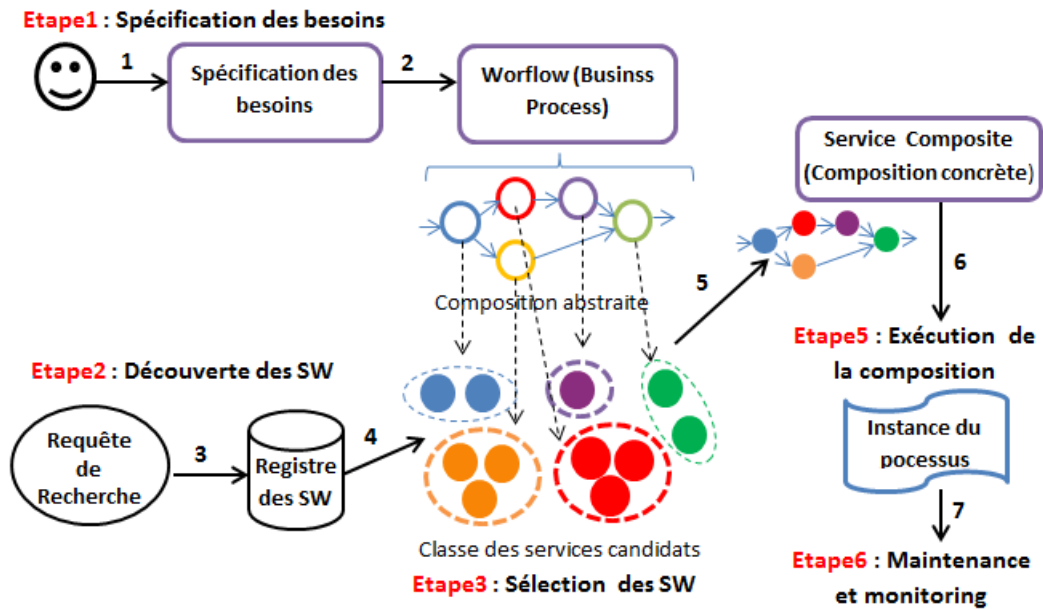 Etape1 : Spécification des besoins
1
Spécification des
besoins
2
Worflow (Businss
Process)
Service Composite
(Composition concrète)
5
6
Composition abstraite
Etape2 : Découverte des SW
Requête
de
Recherche
3
Registre
des SW
4
Classe des services candidats
Etape3 : Sélection des SW
Etape5 : Exécution de
la composition
Instance du
pocessus
7
Etape6 : Maintenance
et monitoring